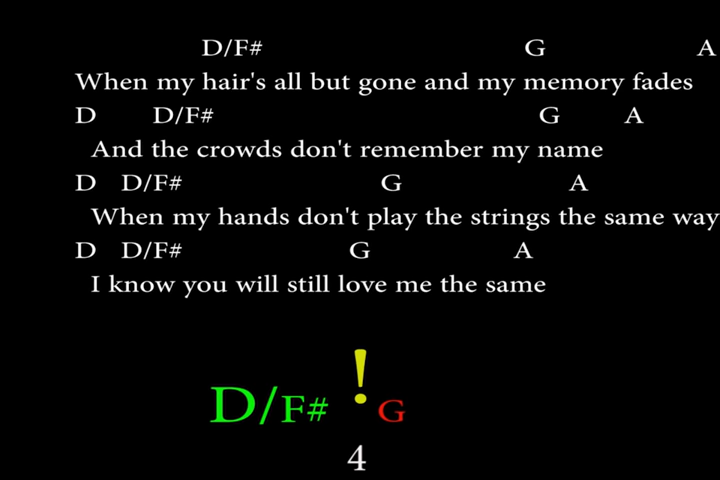 D/F# G A
When my hair's all but gone and my memory fades
D D/F# G A
And the crowds don't remember my name
D D/F# G A
When my hands don't play the strings the same way
D D/F# G A
I know you will still love me the same
D/F# ! G
4